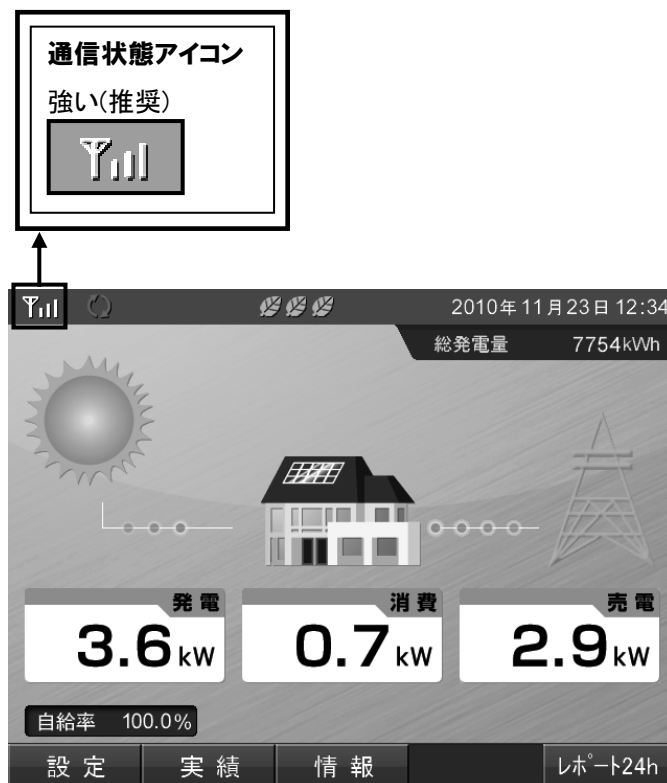 通信状態アイコン
強い(推奨)
2010年11月23日 12:34
総発電量 7754kWh
発電 消費 売電
3.6kW 0.7kW 2.9kW
自給率 100.0%
設定 実績 情報 レポート24h